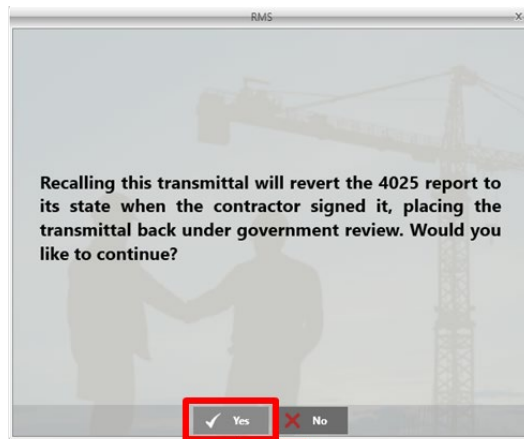 RMS
x
Recalling this transmittal will revert the 4025 report to
its state when the contractor signed it, placing the
transmittal back under government review. Would you
like to continue?
Yes
No